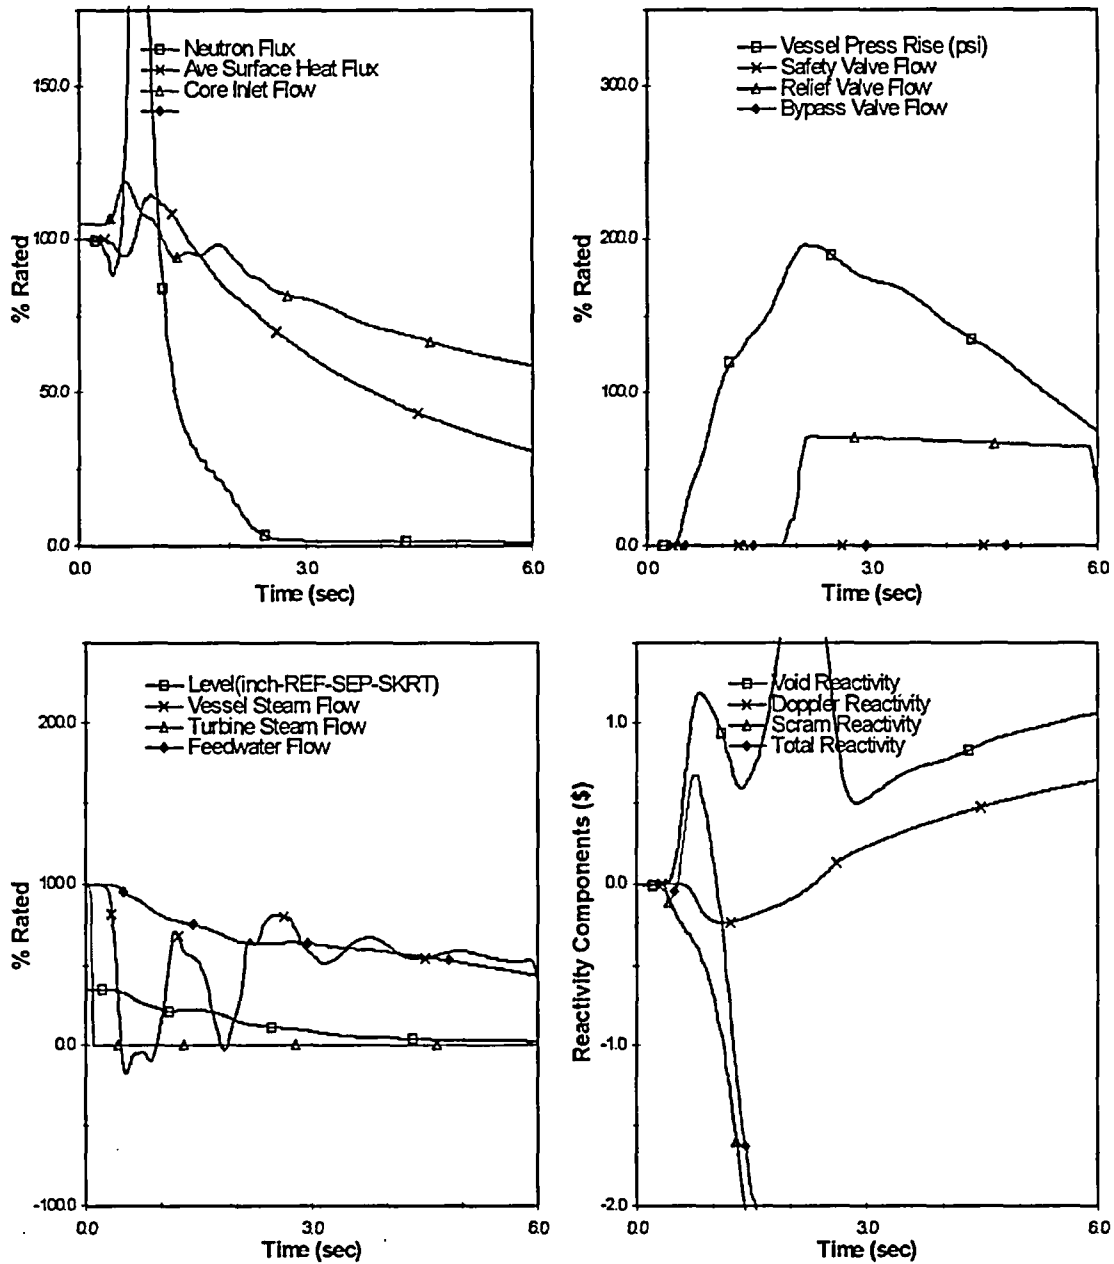 Neutron Flux
Ave Surface Heat Flux
Core Inlet Flow
150.0
100.0
50.0
0.0
% Rated
0.0 3.0 6.0
Time (sec)
Vessel Press Rise (psi)
Safety Valve Flow
Relief Valve Flow
Bypass Valve Flow
300.0
200.0
100.0
0.0
% Rated
0.0 3.0 6.0
Time (sec)
Level(inch-REF-SEP-SKRT)
Vessel Steam Flow
Turbine Steam Flow
Feedwater Flow
200.0
100.0
0.0
-100.0
% Rated
0.0 3.0 6.0
Time (sec)
Void Reactivity
Doppler Reactivity
Scram Reactivity
Total Reactivity
1.0
0.0
-1.0
-2.0
Reactivity Components ($)
0.0 3.0 6.0
Time (sec)